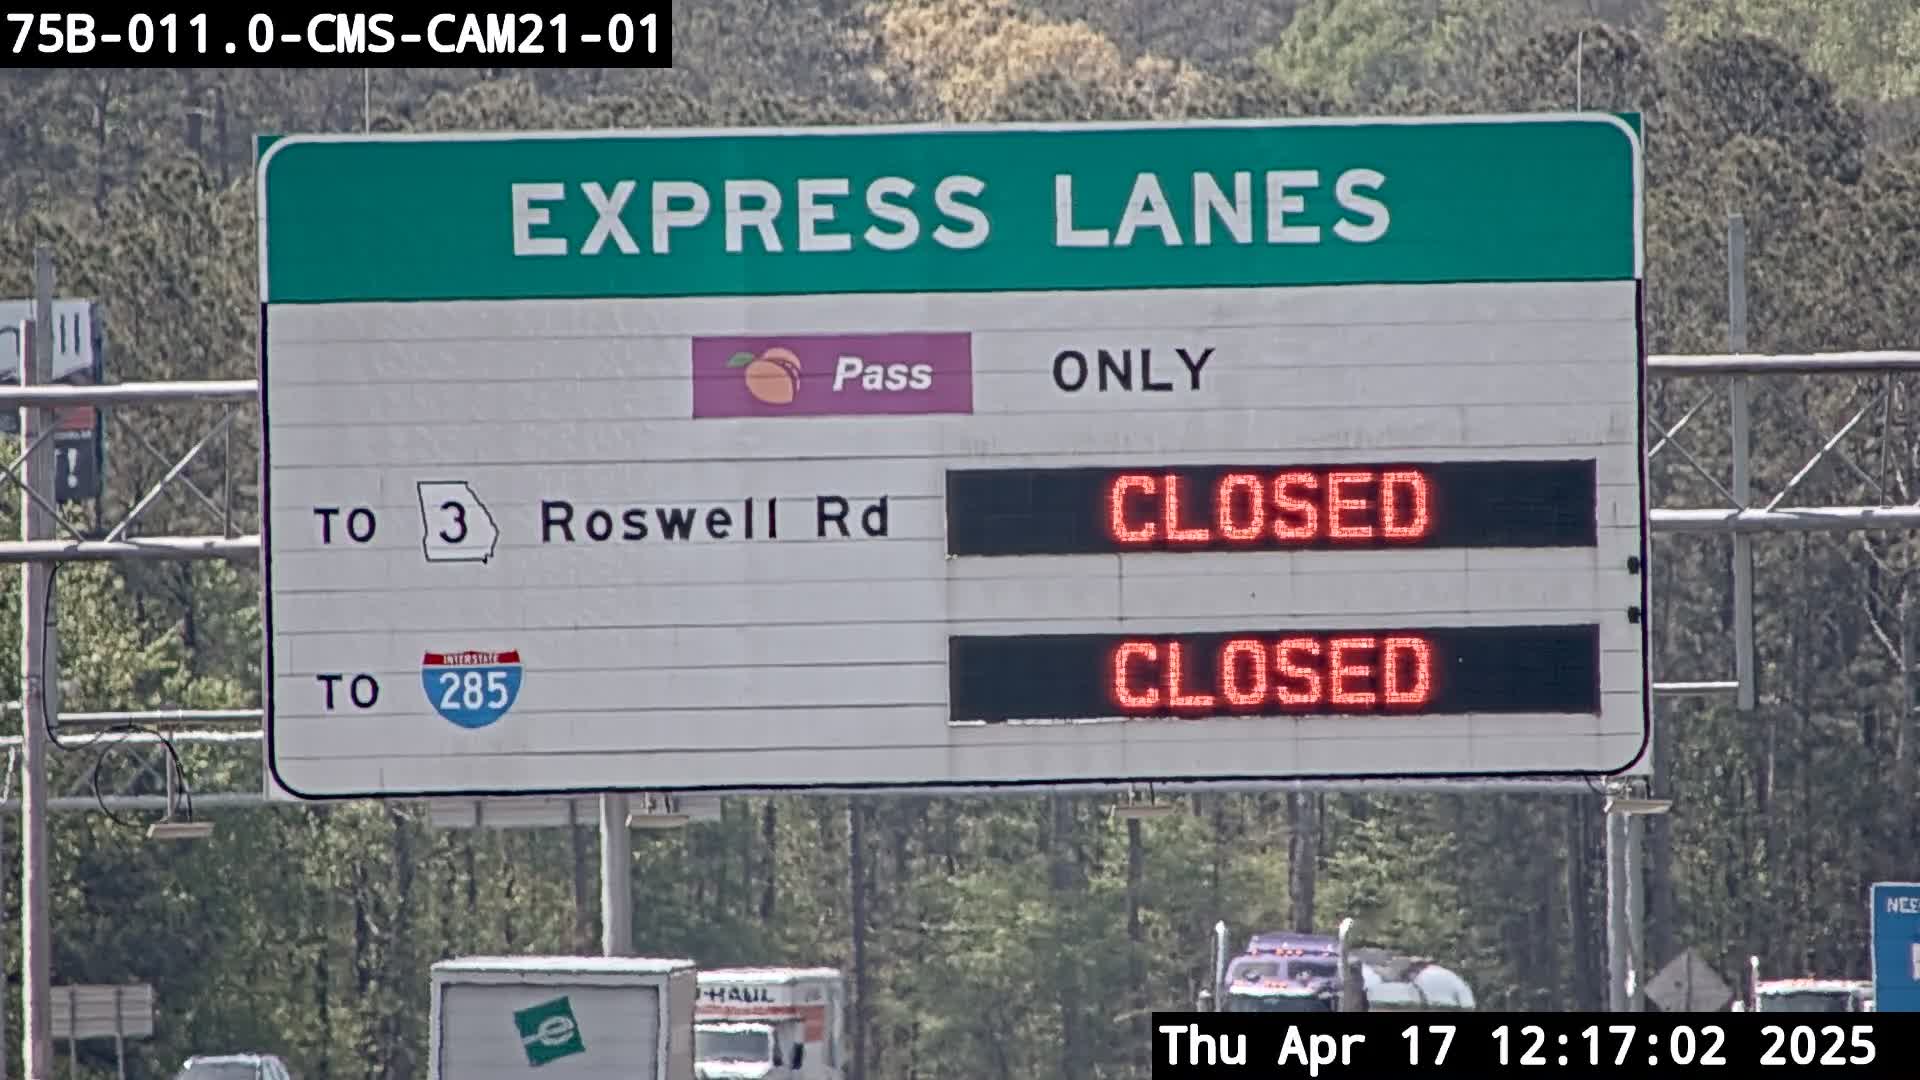 75B-011.0-CMS-CAM21-01
EXPRESS LANES
Pass ONLY
TO 3 Roswell Rd CLOSED
TO INTERSTATE 285 CLOSED
e
U-HAUL
Thu Apr 17 12:17:02 2025